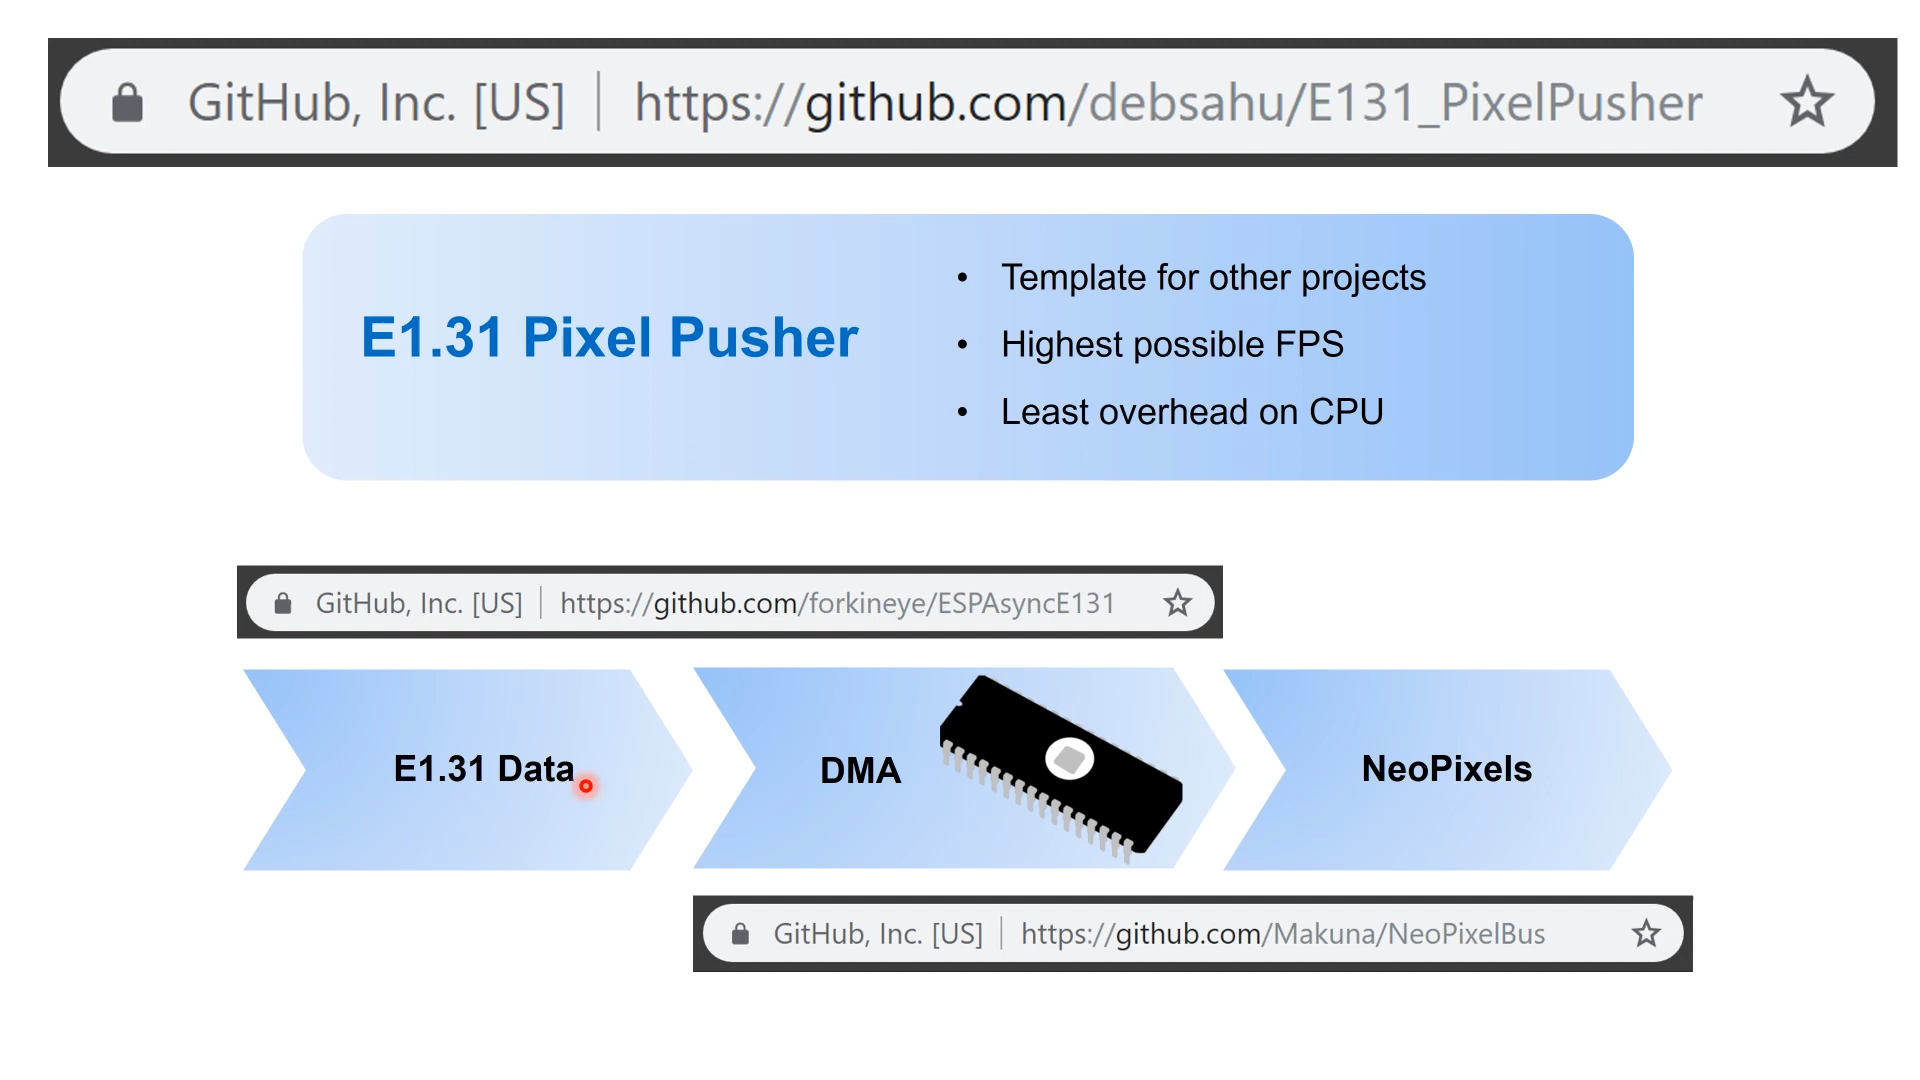 GitHub, Inc. [US] | https://github.com/debsahu/E131_PixelPusher
E1.31 Pixel Pusher
• Template for other projects
• Highest possible FPS
• Least overhead on CPU
GitHub, Inc. [US] | https://github.com/forkineye/ESPAsyncE131
E1.31 Data
DMA
NeoPixels
GitHub, Inc. [US] | https://github.com/Makuna/NeoPixelBus